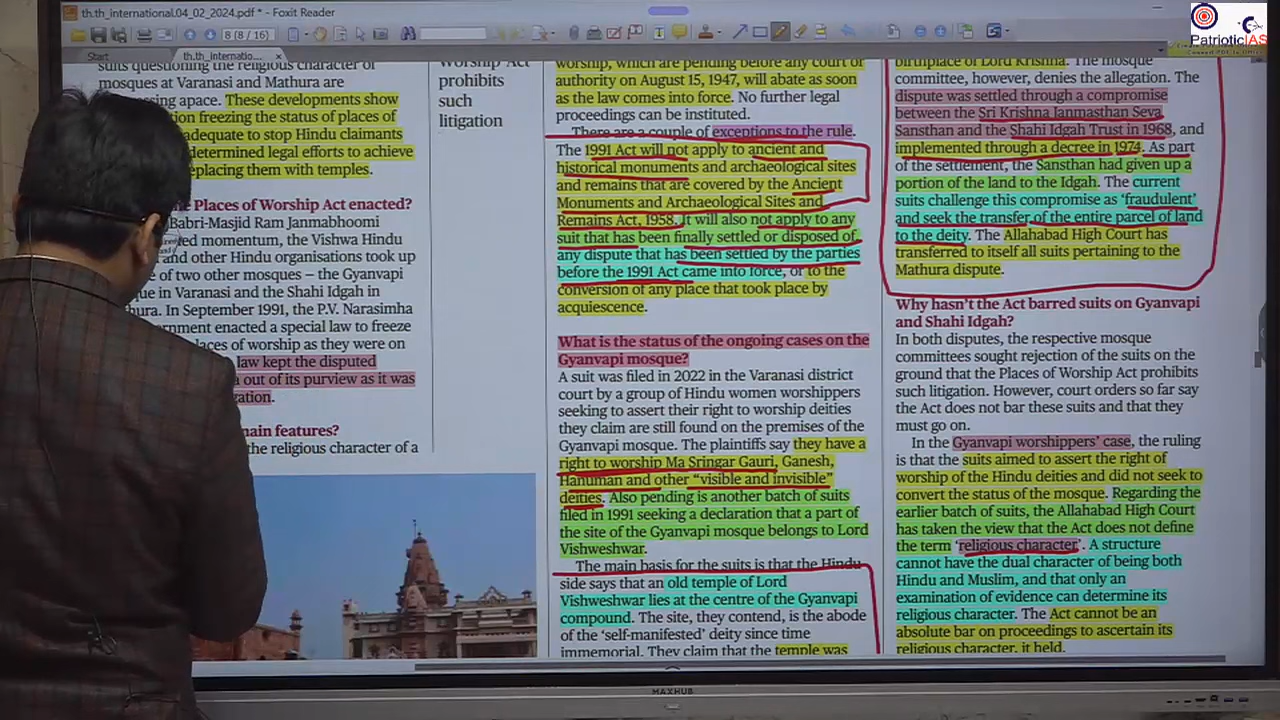 th.th_international.04_02_2024.pdf * - Foxit Reader
8 (8 / 16)
PatrioticIAS
Start
th.th_internatio...
suits questioning the religious character of
mosques at Varanasi and Mathura are
apace. These developments show
freezing the status of places of
adequate to stop Hindu claimants
determined legal efforts to achieve
replacing them with temples.
Places of Worship Act enacted?
Babri-Masjid Ram Janmabhoomi
momentum, the Vishwa Hindu
and other Hindu organisations took up
of two other mosques – the Gyanvapi
in Varanasi and the Shahi Idgah in
In September 1991, the P.V. Narasimha
enacted a special law to freeze
places of worship as they were on
law kept the disputed
out of its purview as it was
main features?
the religious character of a
Worship Act
prohibits
such
litigation
worship, which are pending before any court of
authority on August 15, 1947, will abate as soon
as the law comes into force. No further legal
proceedings can be instituted.
There are a couple of exceptions to the rule.
The 1991 Act will not apply to ancient and
historical monuments and archaeological sites
and remains that are covered by the Ancient
Monuments and Archaeological Sites and
Remains Act, 1958. It will also not apply to any
suit that has been finally settled or disposed of,
any dispute that has been settled by the parties
before the 1991 Act came into force, or to the
conversion of any place that took place by
acquiescence.
What is the status of the ongoing cases on the
Gyanvapi mosque?
A suit was filed in 2022 in the Varanasi district
court by a group of Hindu women worshippers
seeking to assert their right to worship deities
they claim are still found on the premises of the
Gyanvapi mosque. The plaintiffs say they have a
right to worship Ma Sringar Gauri, Ganesh,
Hanuman and other “visible and invisible”
deities. Also pending is another batch of suits
filed in 1991 seeking a declaration that a part of
the site of the Gyanvapi mosque belongs to Lord
Vishweshwar.
The main basis for the suits is that the Hindu
side says that an old temple of Lord
Vishweshwar lies at the centre of the Gyanvapi
compound. The site, they contend, is the abode
of the ‘self-manifested’ deity since time
immemorial. They claim that the temple was
birthplace of Lord Krishna. The mosque
committee, however, denies the allegation. The
dispute was settled through a compromise
between the Sri Krishna Janmasthan Seva
Sansthan and the Shahi Idgah Trust in 1968, and
implemented through a decree in 1974. As part
of the settlement, the Sansthan had given up a
portion of the land to the Idgah. The current
suits challenge this compromise as ‘fraudulent’
and seek the transfer of the entire parcel of land
to the deity. The Allahabad High Court has
transferred to itself all suits pertaining to the
Mathura dispute.
Why hasn’t the Act barred suits on Gyanvapi
and Shahi Idgah?
In both disputes, the respective mosque
committees sought rejection of the suits on the
ground that the Places of Worship Act prohibits
such litigation. However, court orders so far say
the Act does not bar these suits and that they
must go on.
In the Gyanvapi worshippers’ case, the ruling
is that the suits aimed to assert the right of
worship of the Hindu deities and did not seek to
convert the status of the mosque. Regarding the
earlier batch of suits, the Allahabad High Court
has taken the view that the Act does not define
the term ‘religious character’. A structure
cannot have the dual character of being both
Hindu and Muslim, and that only an
examination of evidence can determine its
religious character. The Act cannot be an
absolute bar on proceedings to ascertain its
religious character, it held.
MAXHUB